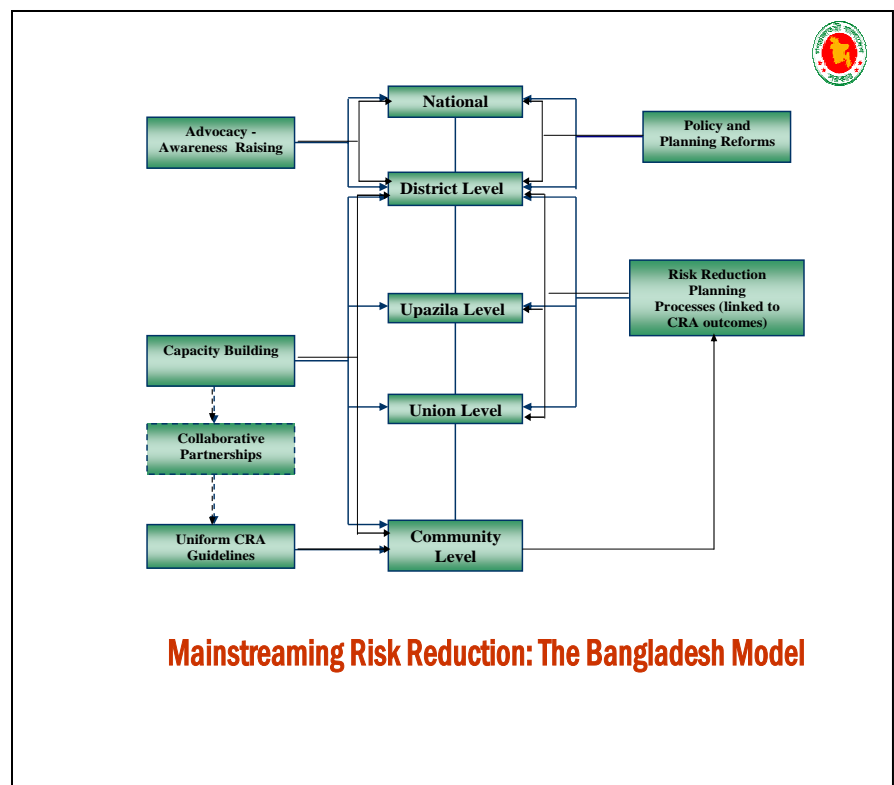 National
Advocacy -
Awareness Raising
Policy and
Planning Reforms
District Level
Risk Reduction
Planning
Processes (linked to
CRA outcomes)
Upazila Level
Capacity Building
Union Level
Collaborative
Partnerships
Uniform CRA
Guidelines
Community
Level
Mainstreaming Risk Reduction: The Bangladesh Model